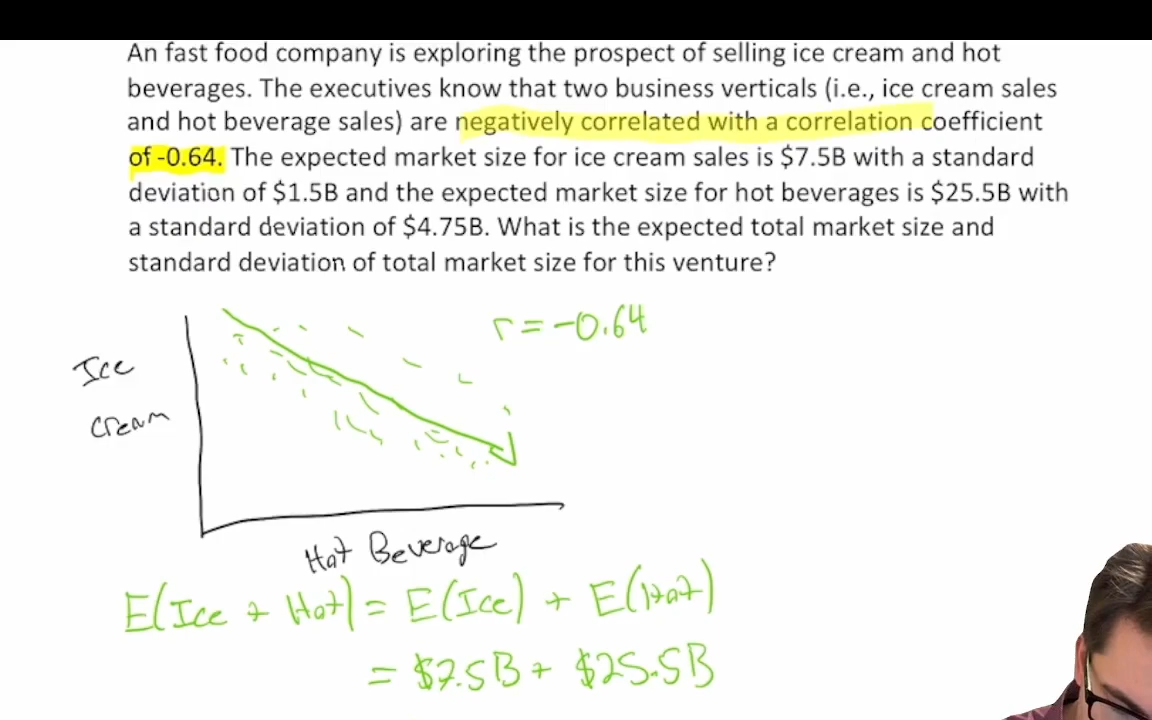 An fast food company is exploring the prospect of selling ice cream and hot
beverages. The executives know that two business verticals (i.e., ice cream sales
and hot beverage sales) are negatively correlated with a correlation coefficient
of -0.64. The expected market size for ice cream sales is $7.5B with a standard
deviation of $1.5B and the expected market size for hot beverages is $25.5B with
a standard deviation of $4.75B. What is the expected total market size and
standard deviation of total market size for this venture?
r = -0.64
Ice
Cream
Hot Beverage
E(Ice + Hot) = E(Ice) + E(Hot)
= $7.5B + $25.5B